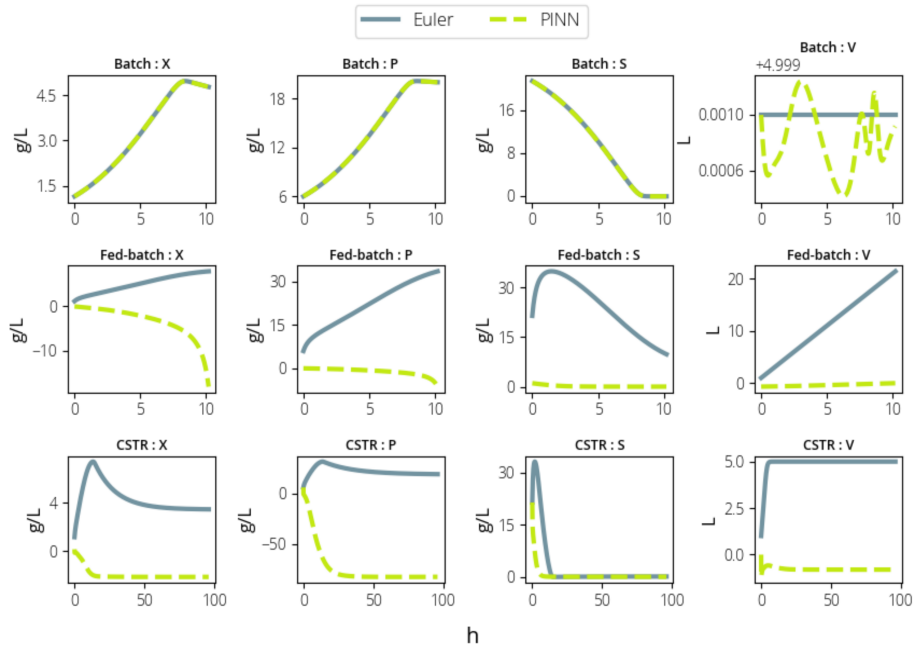 Euler PINN
Batch : X
g/L
4.5
3.0
1.5
0 5 10
Batch : P
g/L
18
12
6
0 5 10
Batch : S
g/L
16
8
0
0 5 10
Batch : V
+4.999
L
0.0010
0.0006
0 5 10
Fed-batch : X
g/L
0
−10
0 5 10
Fed-batch : P
g/L
30
15
0
0 5 10
Fed-batch : S
g/L
30
15
0
0 5 10
Fed-batch : V
L
20
10
0
0 5 10
CSTR : X
g/L
4
0
0 50 100
CSTR : P
g/L
0
−50
0 50 100
CSTR : S
g/L
30
15
0
0 50 100
CSTR : V
L
5.0
2.5
0.0
0 50 100
h